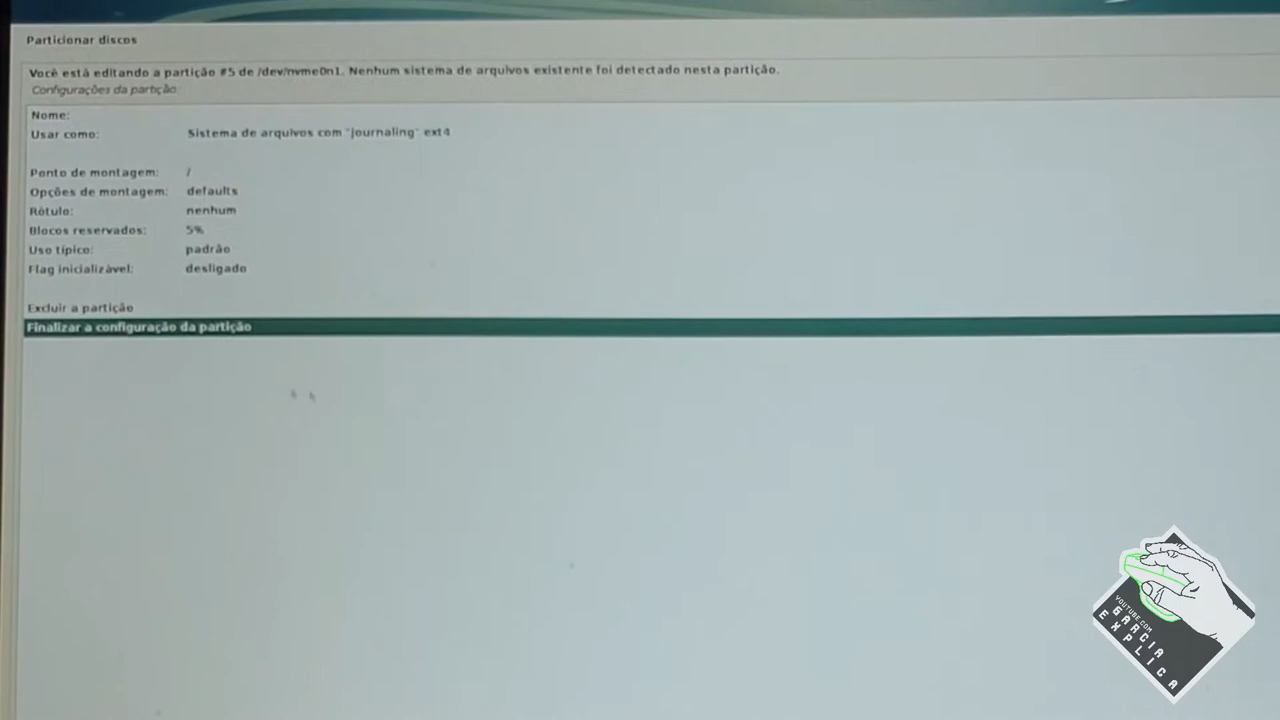 Particionar discos
Você está editando a partição #5 de /dev/nvme0n1. Nenhum sistema de arquivos existente foi detectado nesta partição.
Configurações da partição:
Nome:
Usar como: Sistema de arquivos com "journaling" ext4
Ponto de montagem: /
Opções de montagem: defaults
Rótulo: nenhum
Blocos reservados: 5%
Uso típico: padrão
Flag inicializável: desligado
Excluir a partição
Finalizar a configuração da partição
YOUTUBE.COM
GARCIA
EXPLICA